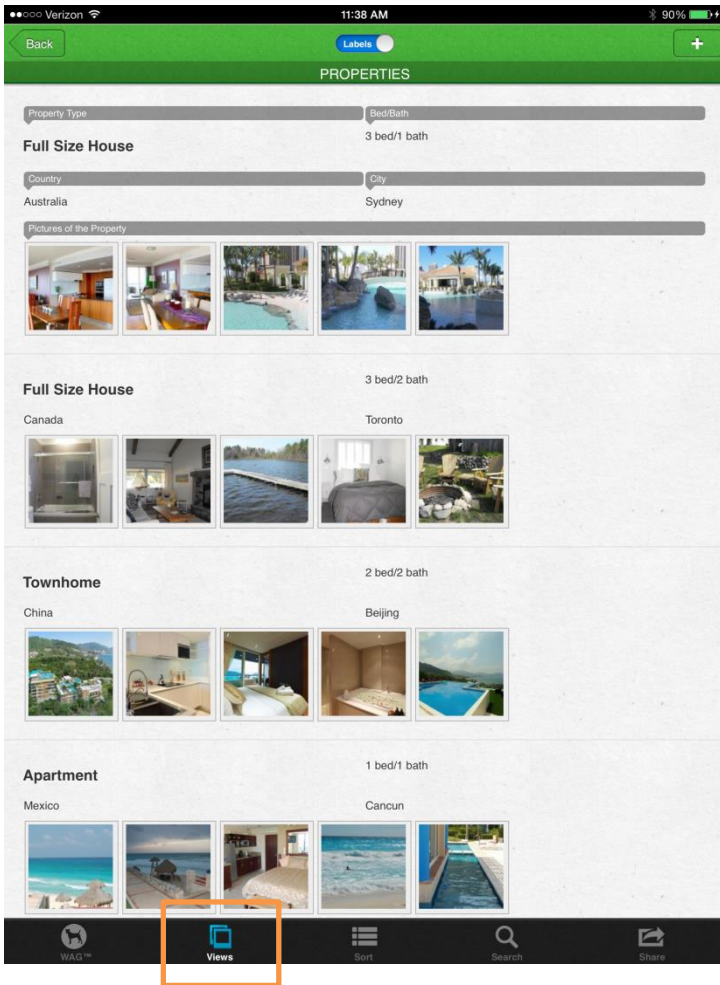 Verizon 11:38 AM 90%
Back Labels +
PROPERTIES
Property Type Bed/Bath
Full Size House 3 bed/1 bath
Country City
Australia Sydney
Pictures of the Property
Full Size House 3 bed/2 bath
Canada Toronto
Townhome 2 bed/2 bath
China Beijing
Apartment 1 bed/1 bath
Mexico Cancun
WAG™ Views Sort Search Share